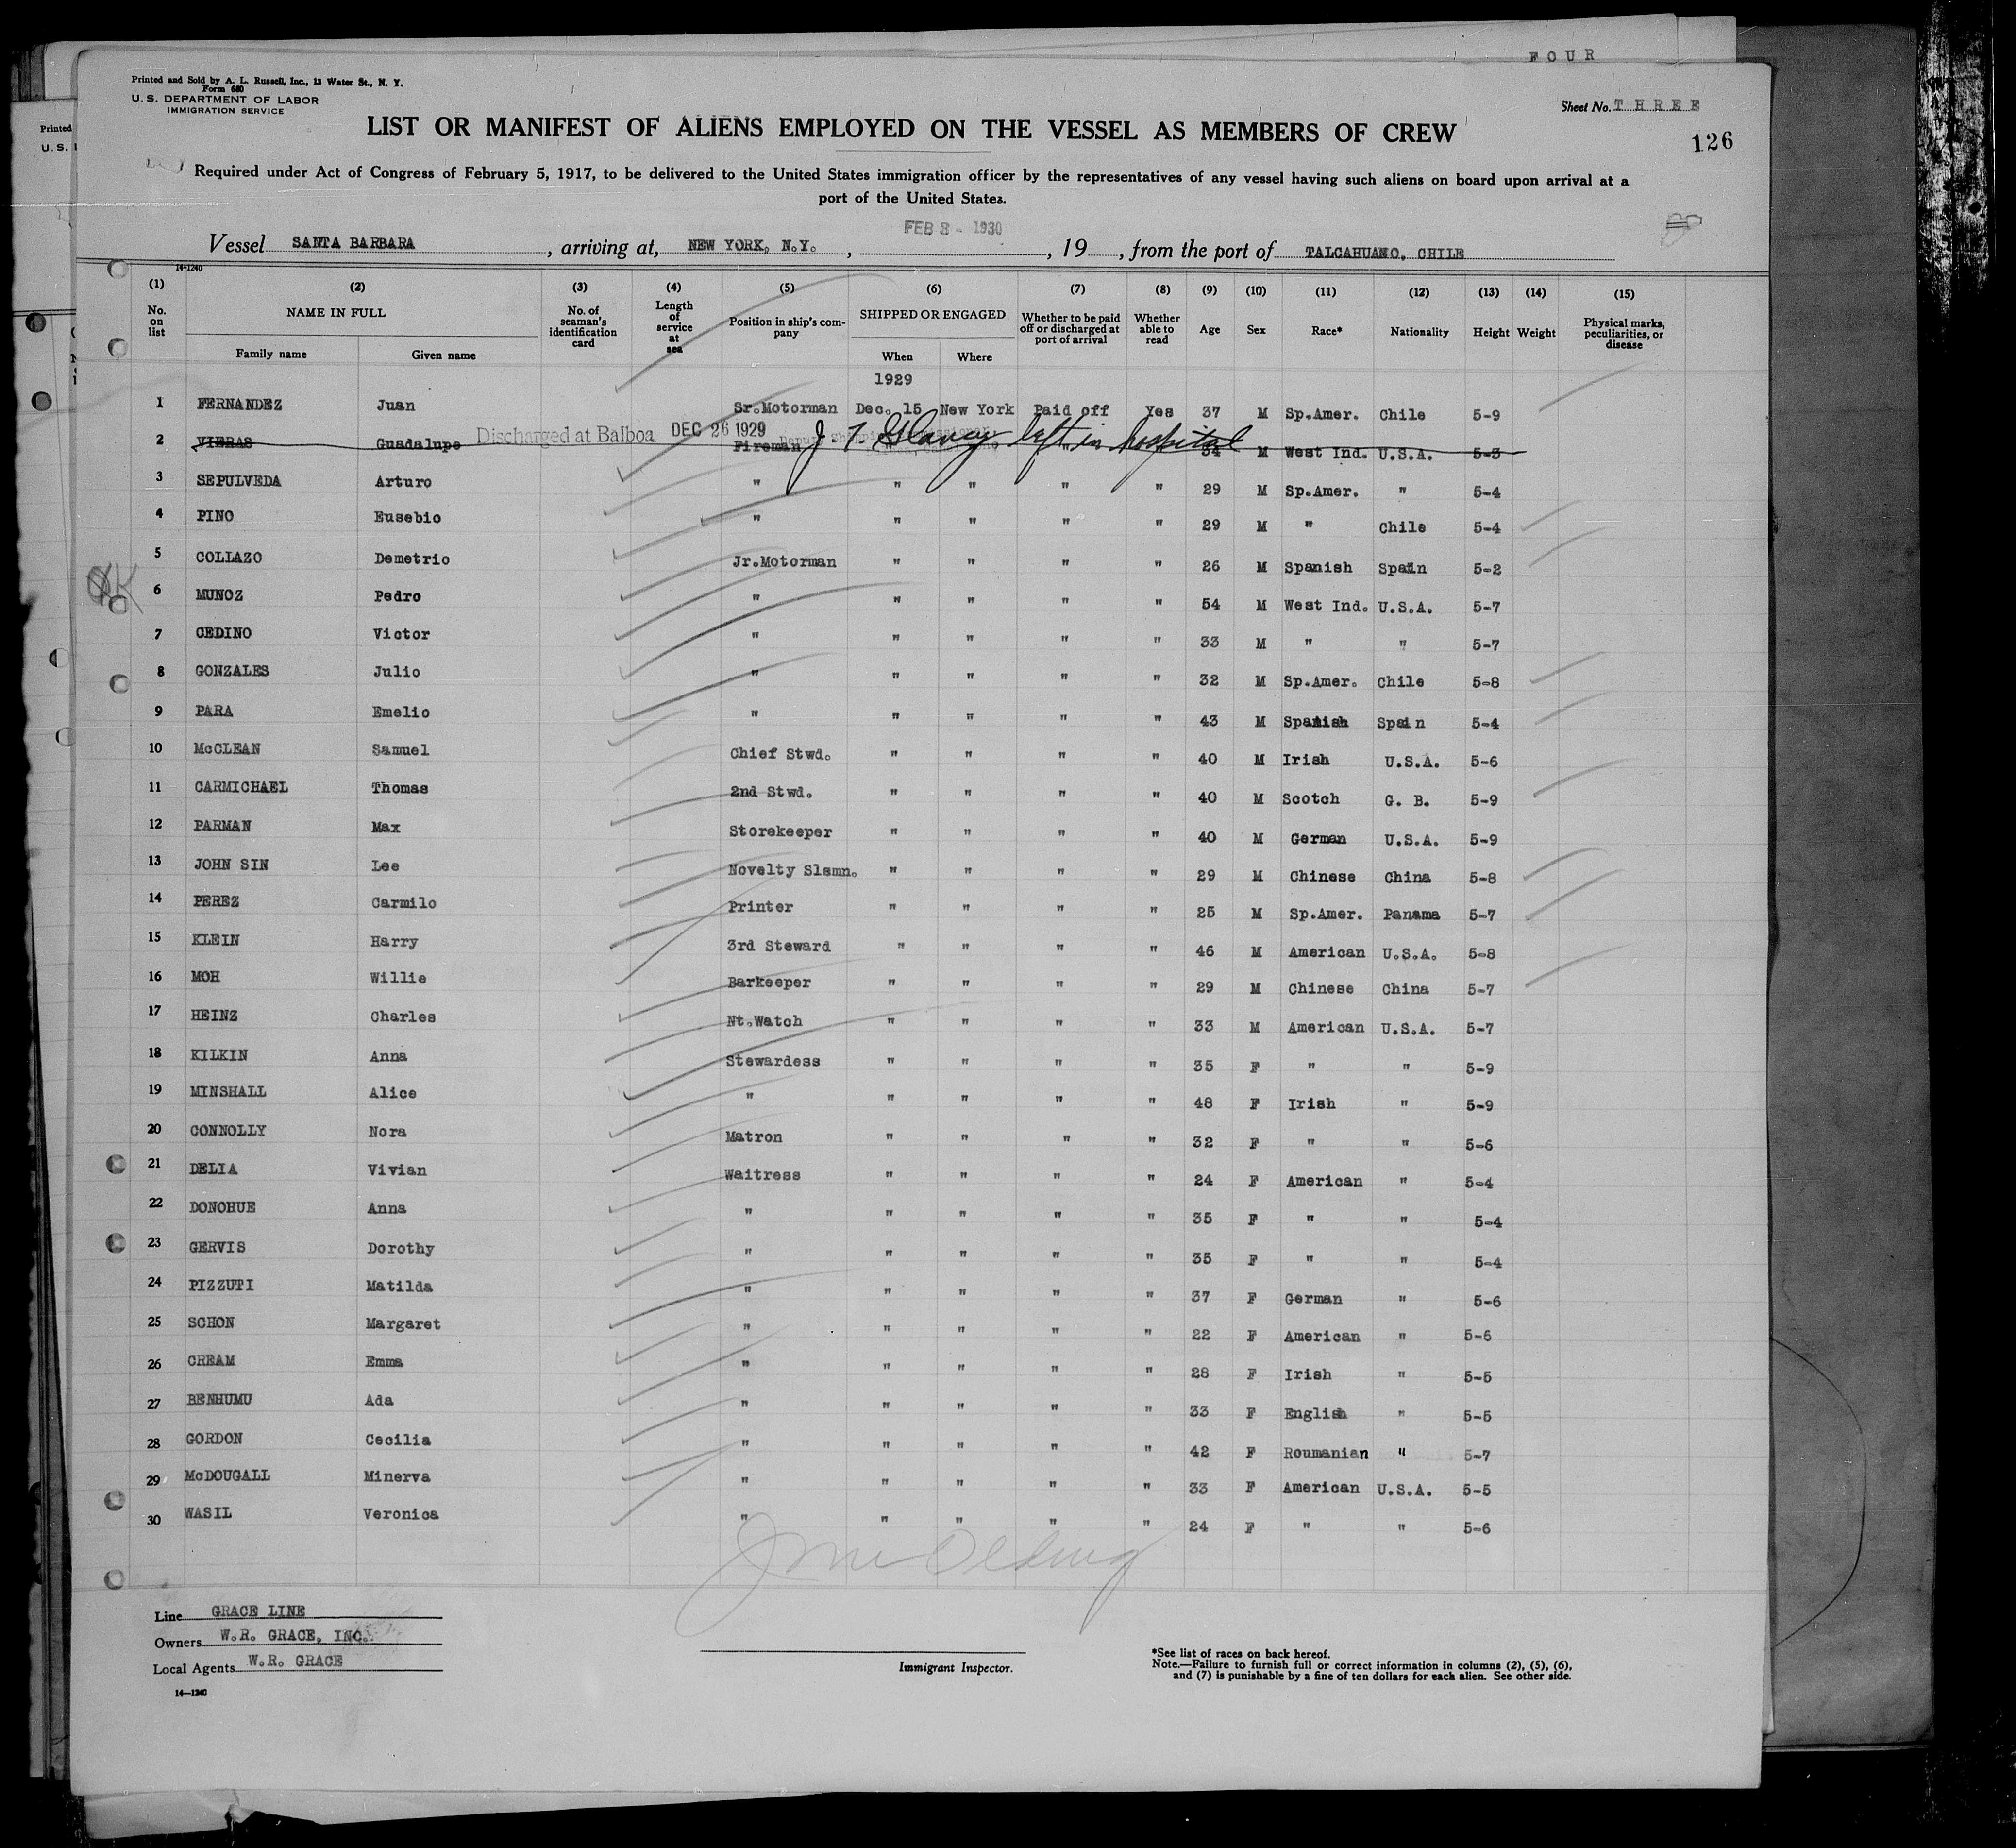 FOUR
Printed and Sold by A. L. Russell, Inc., 13 Water St., N. Y.
Form 680
U. S. DEPARTMENT OF LABOR
IMMIGRATION SERVICE
Sheet No. THREE
LIST OR MANIFEST OF ALIENS EMPLOYED ON THE VESSEL AS MEMBERS OF CREW
126
Required under Act of Congress of February 5, 1917, to be delivered to the United States immigration officer by the representatives of any vessel having such aliens on board upon arrival at a
port of the United States.
FEB 3 - 1930
Vessel SANTA BARBARA, arriving at, NEW YORK, N.Y., , 19 , from the port of TALCAHUANO, CHILE
14-1240
(1) (2) (3) (4) (5) (6) (7) (8) (9) (10) (11) (12) (13) (14) (15)
No. on list NAME IN FULL Family name Given name No. of seaman's identification card Length of service at sea Position in ship's company SHIPPED OR ENGAGED When Where Whether to be paid off or discharged at port of arrival Whether able to read Age Sex Race* Nationality Height Weight Physical marks, peculiarities, or disease
1929
1 FERNANDEZ Juan Sr.Motorman Dec. 15 New York Paid off Yes 37 M Sp.Amer. Chile 5-9
2 VIERAS Guadalupe Discharged at Balboa DEC 26 1929 Fireman left in hospital 34 M West Ind. U.S.A. 5-3
3 SEPULVEDA Arturo " " " " " 29 M Sp.Amer. " 5-4
4 PINO Eusebio " " " " " 29 M " Chile 5-4
5 COLLAZO Demetrio Jr.Motorman " " " " 26 M Spanish Spain 5-2
6 MUNOZ Pedro " " " " " 54 M West Ind. U.S.A. 5-7
7 CEDINO Victor " " " " " 33 M " " 5-7
8 GONZALES Julio " " " " " 32 M Sp.Amer. Chile 5-8
9 PARA Emelio " " " " " 43 M Spanish Spain 5-4
10 McCLEAN Samuel Chief Stwd. " " " " 40 M Irish U.S.A. 5-6
11 CARMICHAEL Thomas 2nd Stwd. " " " " 40 M Scotch G. B. 5-9
12 PARMAN Max Storekeeper " " " " 40 M German U.S.A. 5-9
13 JOHN SIN Lee Novelty Slsmn. " " " " 29 M Chinese China 5-8
14 PEREZ Carmilo Printer " " " " 25 M Sp.Amer. Panama 5-7
15 KLEIN Harry 3rd Steward " " " " 46 M American U.S.A. 5-8
16 MOH Willie Barkeeper " " " " 29 M Chinese China 5-7
17 HEINZ Charles Nt.Watch " " " " 33 M American U.S.A. 5-7
18 KILKIN Anna Stewardess " " " " 35 F " " 5-9
19 MINSHALL Alice " " " " " 48 F Irish " 5-9
20 CONNOLLY Nora Matron " " " " 32 F " " 5-6
21 DELIA Vivian Waitress " " " " 24 F American " 5-4
22 DONOHUE Anna " " " " " 35 F " " 5-4
23 GERVIS Dorothy " " " " " 35 F " " 5-4
24 PIZZUTI Matilda " " " " " 37 F German " 5-6
25 SCHON Margaret " " " " " 22 F American " 5-6
26 CREAM Emma " " " " " 28 F Irish " 5-5
27 BENHUMU Ada " " " " " 33 F English " 5-5
28 GORDON Cecilia " " " " " 42 F Roumanian " 5-7
29 McDOUGALL Minerva " " " " " 33 F American U.S.A. 5-5
30 WASIL Veronica " " " " " 24 F " " 5-6
OK
Line GRACE LINE
Owners W.R. GRACE, INC.
Local Agents W.R. GRACE
14-1240
Immigrant Inspector.
*See list of races on back hereof.
Note.—Failure to furnish full or correct information in columns (2), (5), (6),
and (7) is punishable by a fine of ten dollars for each alien. See other side.